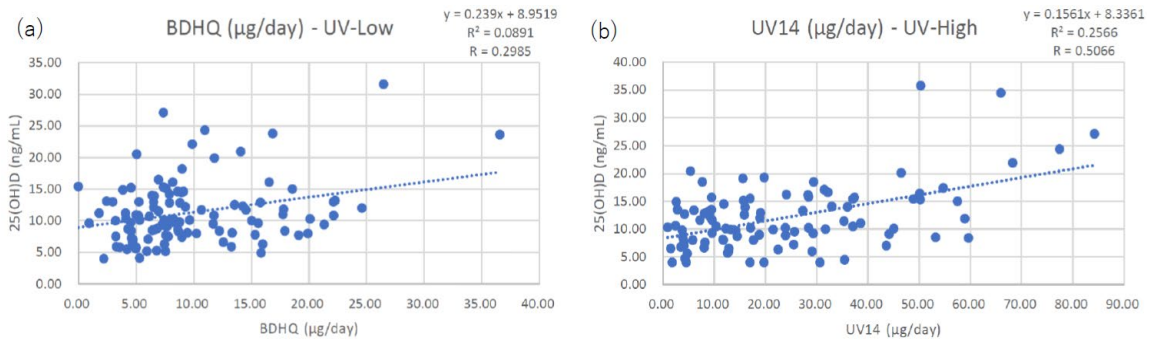 (a)
BDHQ (μg/day) - UV-Low
y = 0.239x + 8.9519
R² = 0.0891
R = 0.2985
35.00
30.00
25.00
20.00
15.00
10.00
5.00
0.00
25(OH)D (ng/mL)
0.00 5.00 10.00 15.00 20.00 25.00 30.00 35.00 40.00
BDHQ (μg/day)
(b)
UV14 (μg/day) - UV-High
y = 0.1561x + 8.3361
R² = 0.2566
R = 0.5066
40.00
35.00
30.00
25.00
20.00
15.00
10.00
5.00
0.00
25(OH)D (ng/mL)
0.00 10.00 20.00 30.00 40.00 50.00 60.00 70.00 80.00 90.00
UV14 (μg/day)